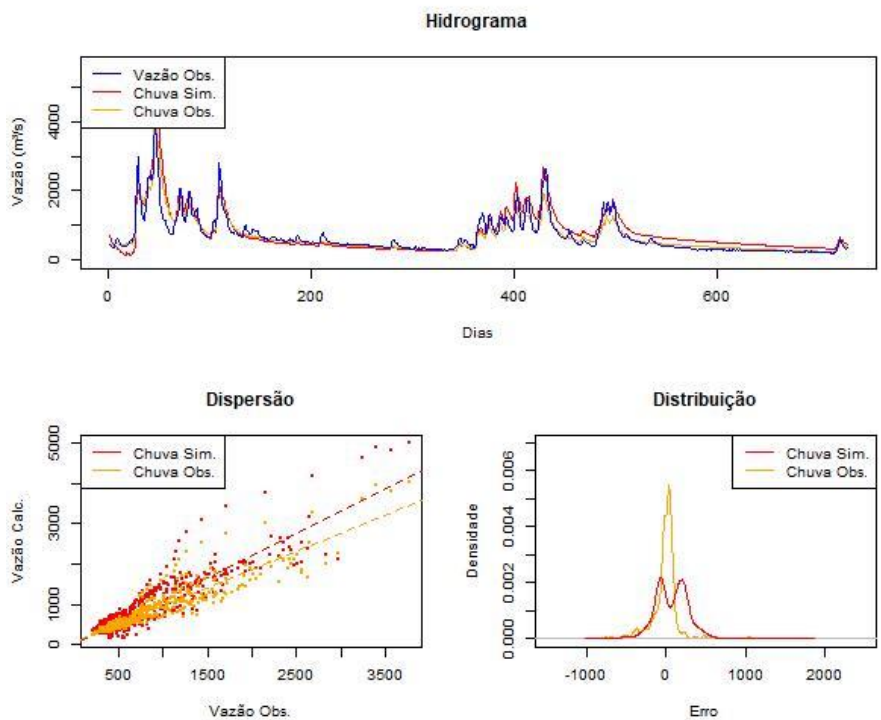 Hidrograma
Vazão Obs.
Chuva Sim.
Chuva Obs.
Vazão (m³/s)
4000
2000
0
0
200
400
600
Dias
Dispersão
Chuva Sim.
Chuva Obs.
Vazão Calc.
5000
3000
1000
0
500
1500
2500
3500
Vazão Obs.
Distribuição
Chuva Sim.
Chuva Obs.
Densidade
0.006
0.004
0.002
0.000
-1000
0
1000
2000
Erro